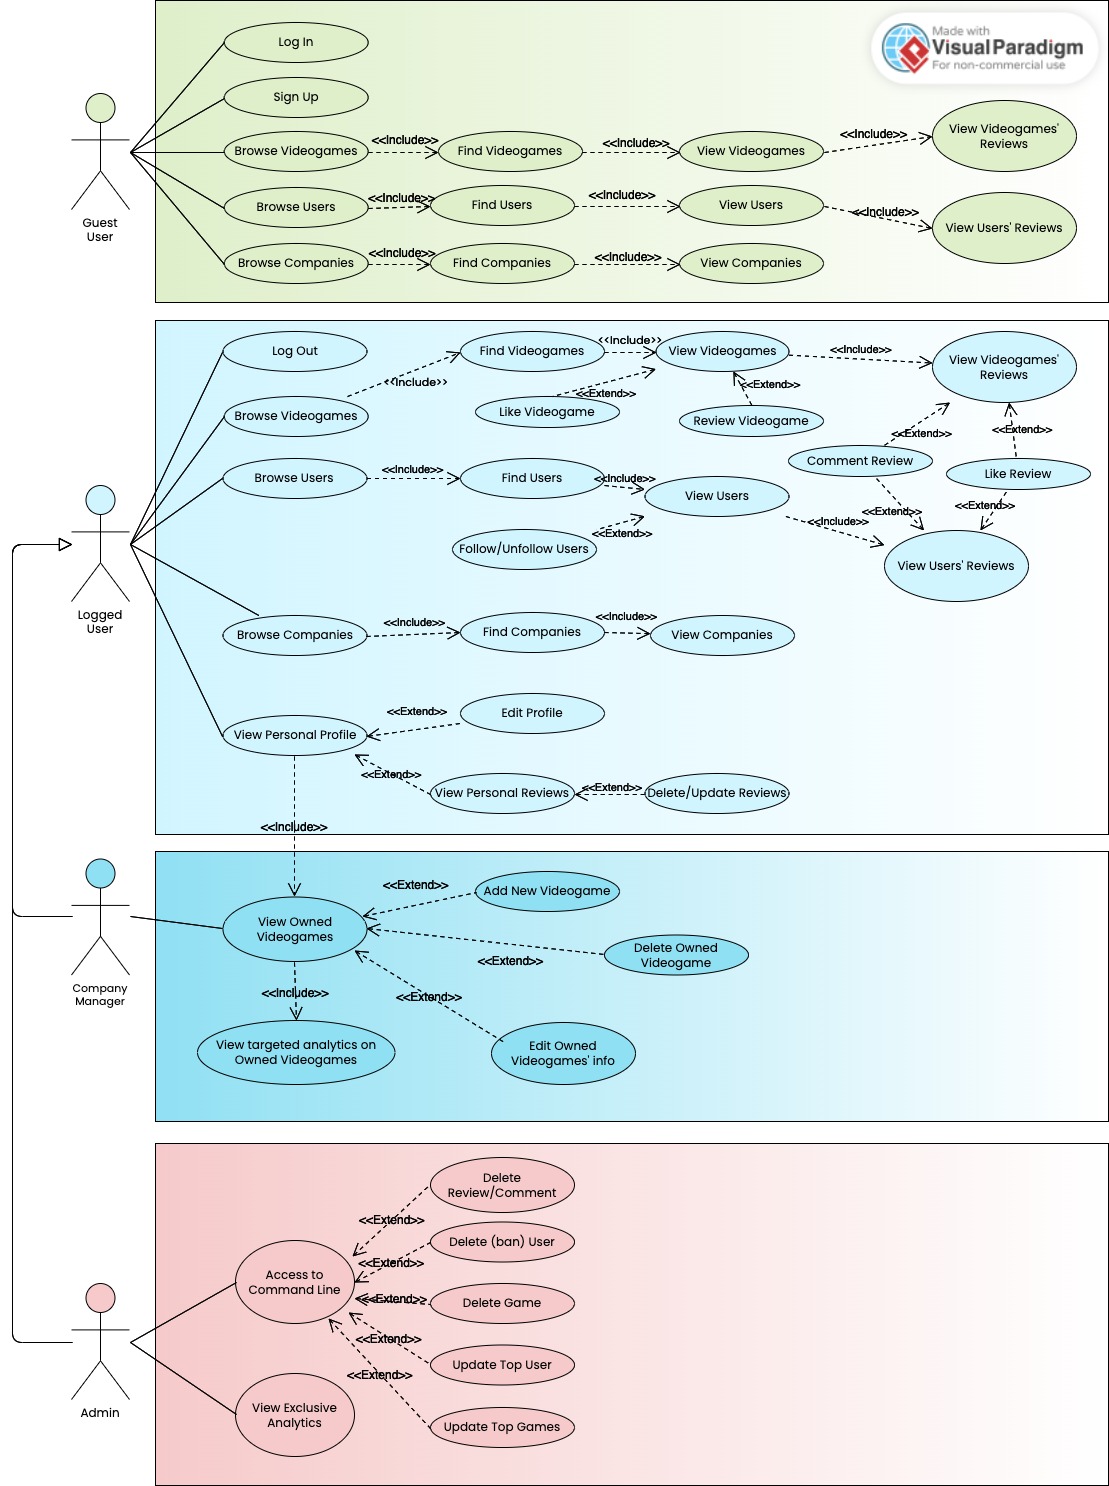 Made with
Visual Paradigm
For non-commercial use
Log In
Sign Up
Browse Videogames
<<Include>>
Find Videogames
<<Include>>
View Videogames
<<Include>>
View Videogames'
Reviews
Browse Users
<<Include>>
Find Users
<<Include>>
View Users
<<Include>>
View Users' Reviews
Browse Companies
<<Include>>
Find Companies
<<Include>>
View Companies
Guest
User
Log Out
Find Videogames
<<Include>>
View Videogames
<<Include>>
View Videogames'
Reviews
<<Include>>
Browse Videogames
Like Videogame
<<Extend>>
<<Extend>>
Review Videogame
<<Extend>>
<<Extend>>
Comment Review
Like Review
Browse Users
<<Include>>
Find Users
<<Include>>
View Users
<<Extend>>
<<Extend>>
<<Include>>
Follow/Unfollow Users
<<Extend>>
View Users' Reviews
Logged
User
Browse Companies
<<Include>>
Find Companies
<<Include>>
View Companies
View Personal Profile
<<Extend>>
Edit Profile
<<Extend>>
View Personal Reviews
<<Extend>>
Delete/Update Reviews
<<Include>>
Company
Manager
View Owned
Videogames
<<Extend>>
Add New Videogame
<<Extend>>
Delete Owned
Videogame
<<Include>>
<<Extend>>
View targeted analytics on
Owned Videogames
Edit Owned
Videogames' info
Delete
Review/Comment
<<Extend>>
Delete (ban) User
<<Extend>>
Access to
Command Line
<<Extend>>
Delete Game
<<Extend>>
Update Top User
<<Extend>>
Update Top Games
View Exclusive
Analytics
Admin